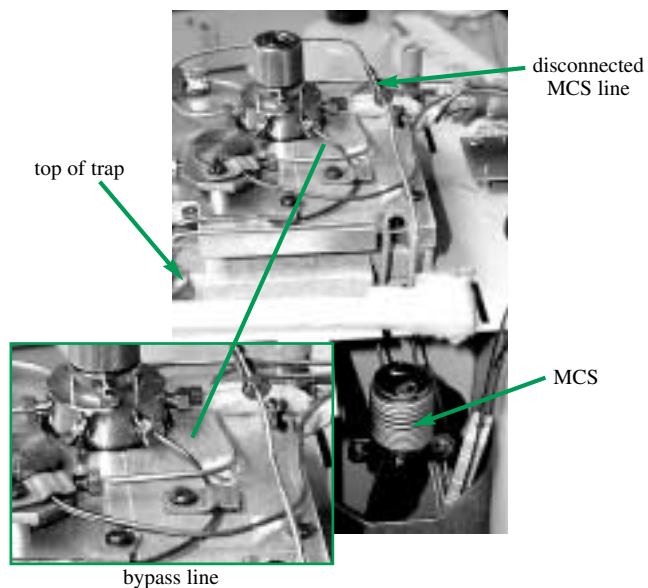 disconnected
MCS line
top of trap
MCS
bypass line